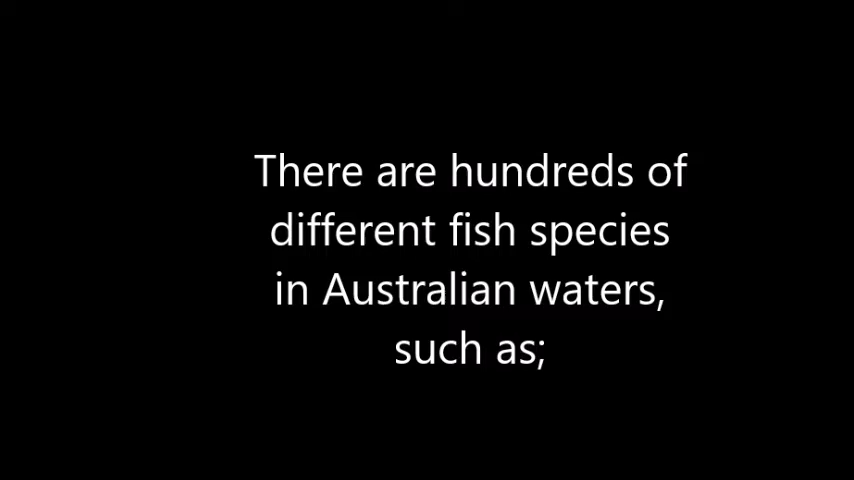 There are hundreds of
different fish species
in Australian waters,
such as;